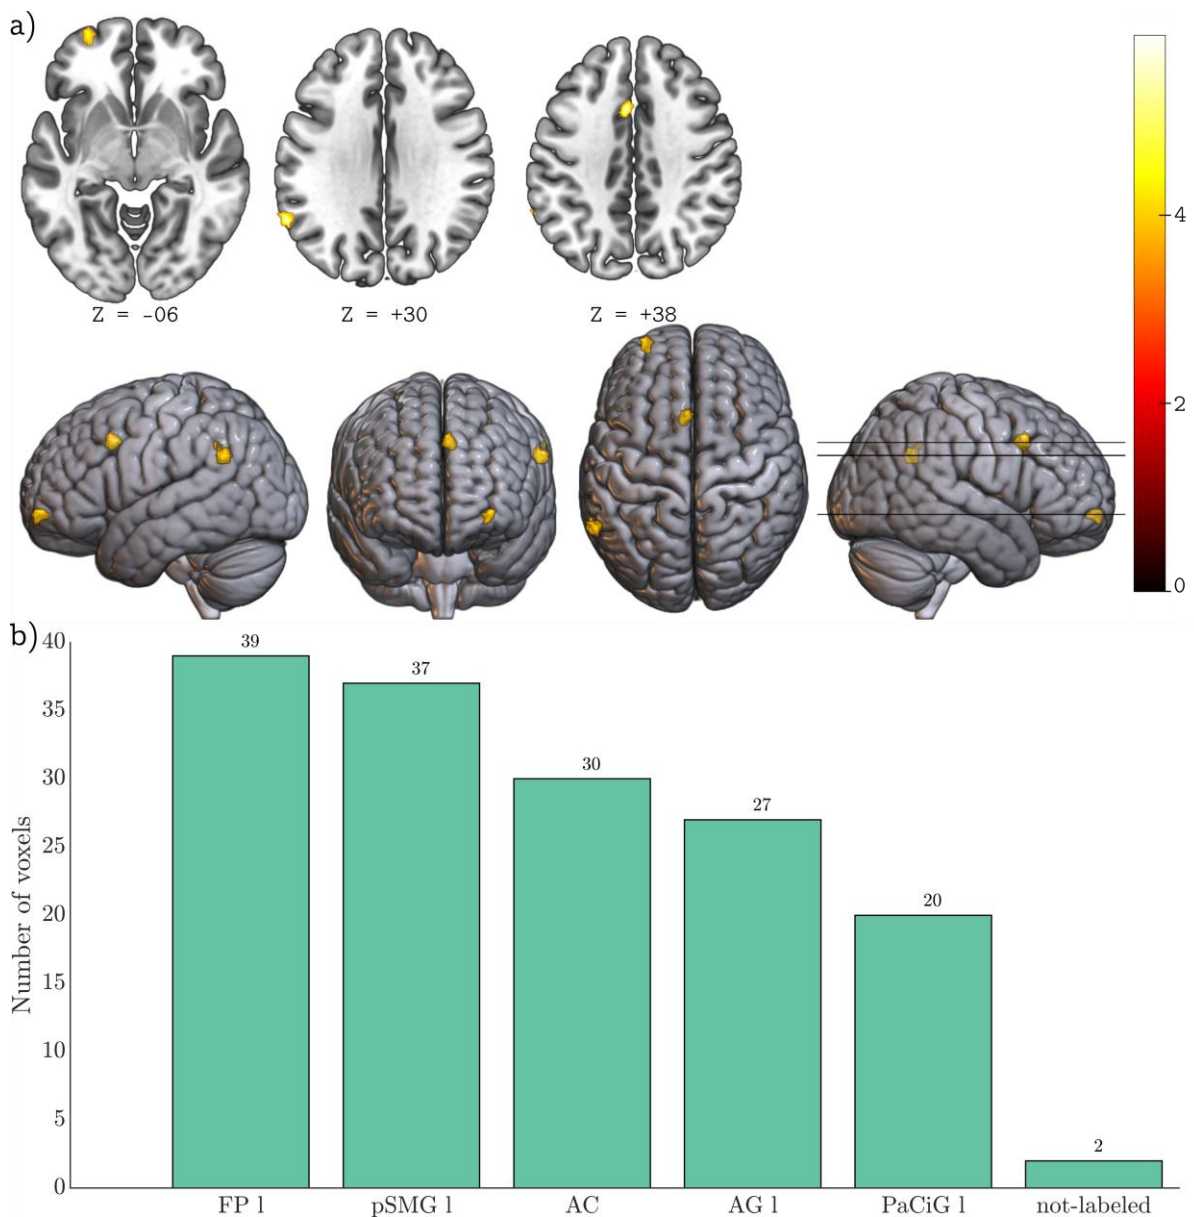 a)
Z = -06
Z = +30
Z = +38
4
2
0
b)
Number of voxels
40
35
30
25
20
15
10
5
0
39
37
30
27
20
2
FP l
pSMG l
AC
AG l
PaCiG l
not-labeled